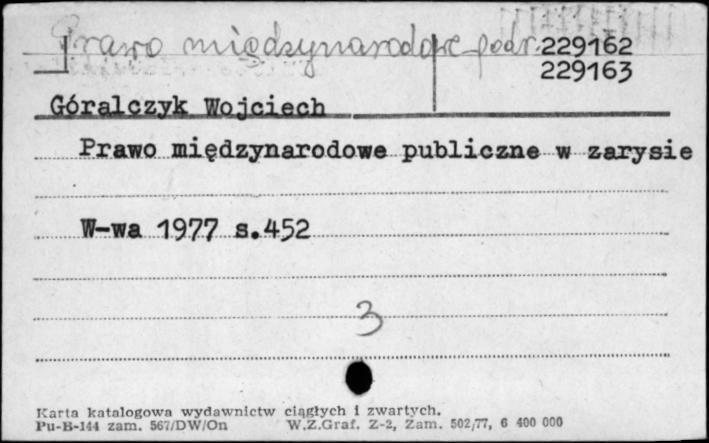 Prawo międzynarodowe podr. 229162
229163
Góralczyk Wojciech
Prawo międzynarodowe publiczne w zarysie
W-wa 1977 s.452
3
Karta katalogowa wydawnictw ciągłych i zwartych.
Pu-B-144 zam. 567/DW/On W.Z.Graf. Z-2, Zam. 502/77, 6 400 000